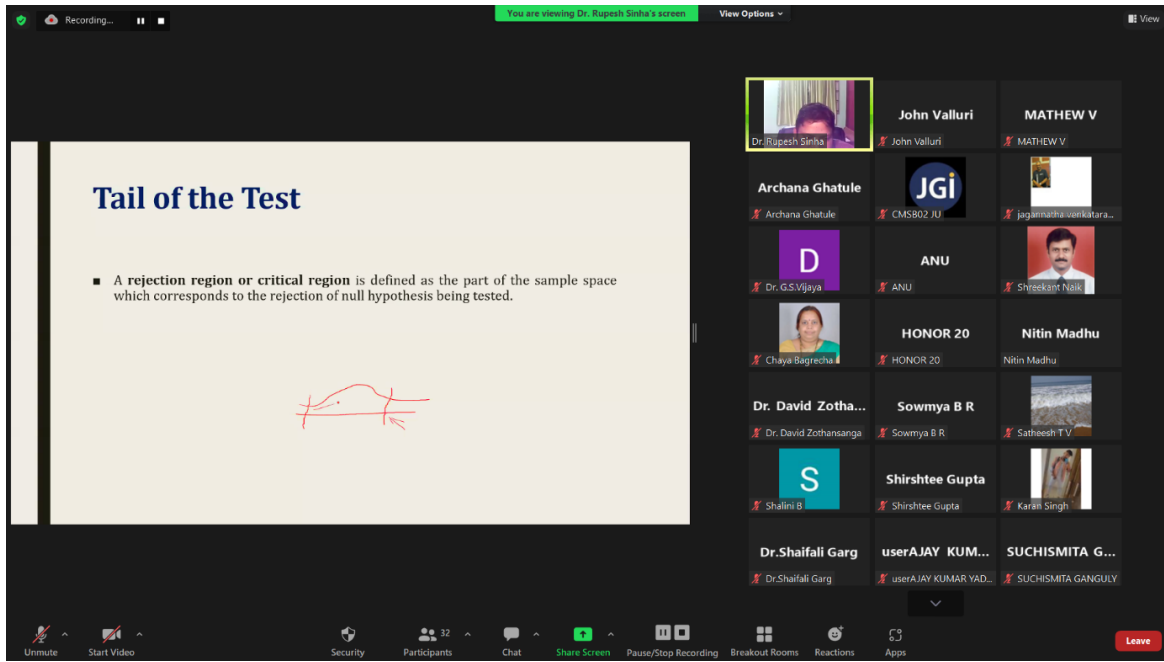 Recording...
You are viewing Dr. Rupesh Sinha's screen
View Options
View
Tail of the Test
A rejection region or critical region is defined as the part of the sample space
which corresponds to the rejection of null hypothesis being tested.
Dr. Rupesh Sinha
John Valluri
John Valluri
MATHEW V
MATHEW V
Archana Ghatule
Archana Ghatule
JGi
CMSB02 JU
jagannatha venkatara...
D
Dr. G.S.Vijaya
ANU
ANU
Shreekant Naik
Chaya Bagrecha
HONOR 20
HONOR 20
Nitin Madhu
Nitin Madhu
Dr. David Zotha...
Dr. David Zothansanga
Sowmya B R
Sowmya B R
Satheesh T V
S
Shalini B
Shirshtee Gupta
Shirshtee Gupta
Karan Singh
Dr.Shaifali Garg
Dr.Shaifali Garg
userAJAY KUM...
userAJAY KUMAR YAD...
SUCHISMITA G...
SUCHISMITA GANGULY
Unmute
Start Video
Security
32
Participants
Chat
Share Screen
Pause/Stop Recording
Breakout Rooms
Reactions
Apps
Leave